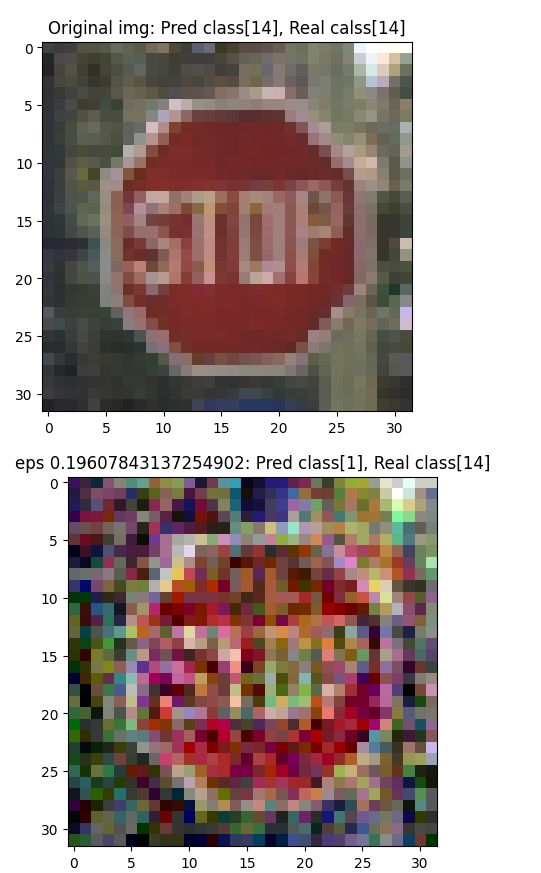 Original img: Pred class[14], Real calss[14]
0
5
10
15
20
25
30
STOP
0 5 10 15 20 25 30
eps 0.19607843137254902: Pred class[1], Real class[14]
0
5
10
15
20
25
30
0 5 10 15 20 25 30